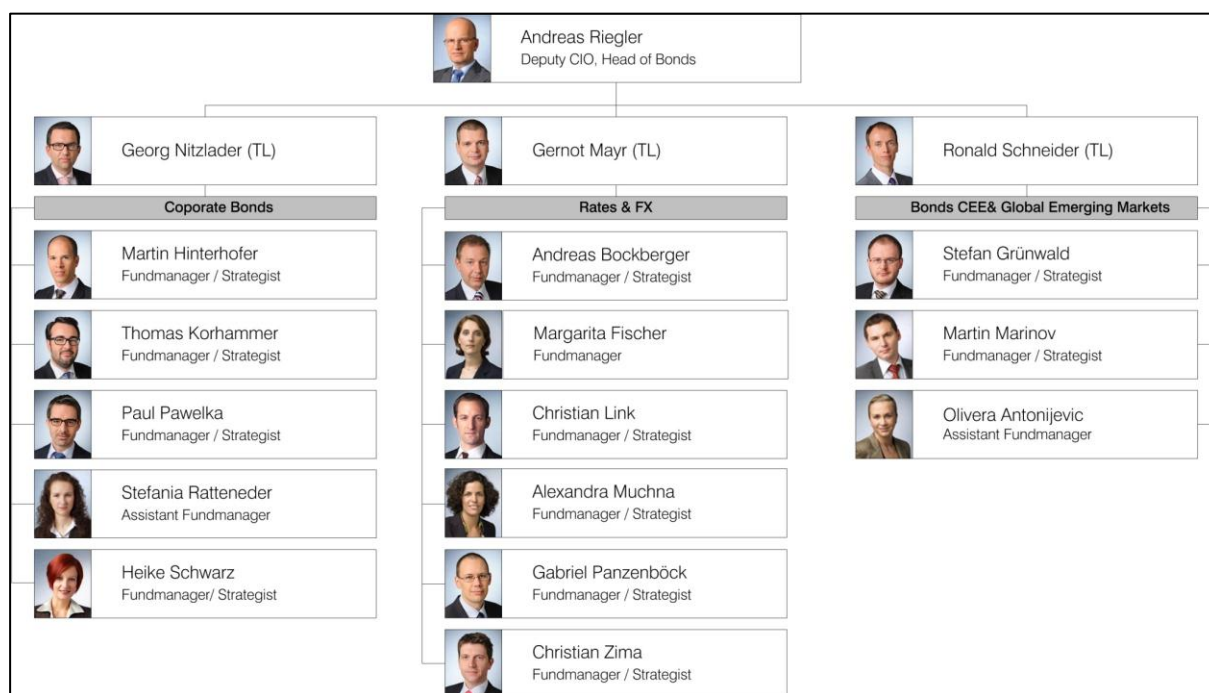 Andreas Riegler
Deputy CIO, Head of Bonds
Georg Nitzlader (TL)
Gernot Mayr (TL)
Ronald Schneider (TL)
Coporate Bonds
Martin Hinterhofer
Fundmanager / Strategist
Thomas Korhammer
Fundmanager / Strategist
Paul Pawelka
Fundmanager / Strategist
Stefania Ratteneder
Assistant Fundmanager
Heike Schwarz
Fundmanager/ Strategist
Rates & FX
Andreas Bockberger
Fundmanager / Strategist
Margarita Fischer
Fundmanager
Christian Link
Fundmanager / Strategist
Alexandra Muchna
Fundmanager / Strategist
Gabriel Panzenböck
Fundmanager / Strategist
Christian Zima
Fundmanager / Strategist
Bonds CEE& Global Emerging Markets
Stefan Grünwald
Fundmanager / Strategist
Martin Marinov
Fundmanager / Strategist
Olivera Antonijevic
Assistant Fundmanager